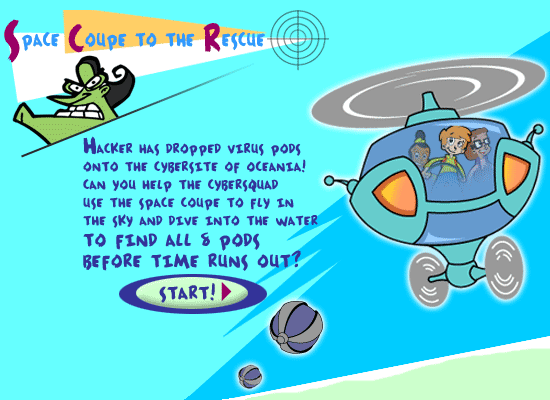 Space Coupe to the Rescue
Hacker has dropped virus pods
onto the cybersite of Oceania!
Can you help the Cybersquad
use the Space Coupe to fly in
the sky and dive into the water
to find all 8 pods
before time runs out?
Start!